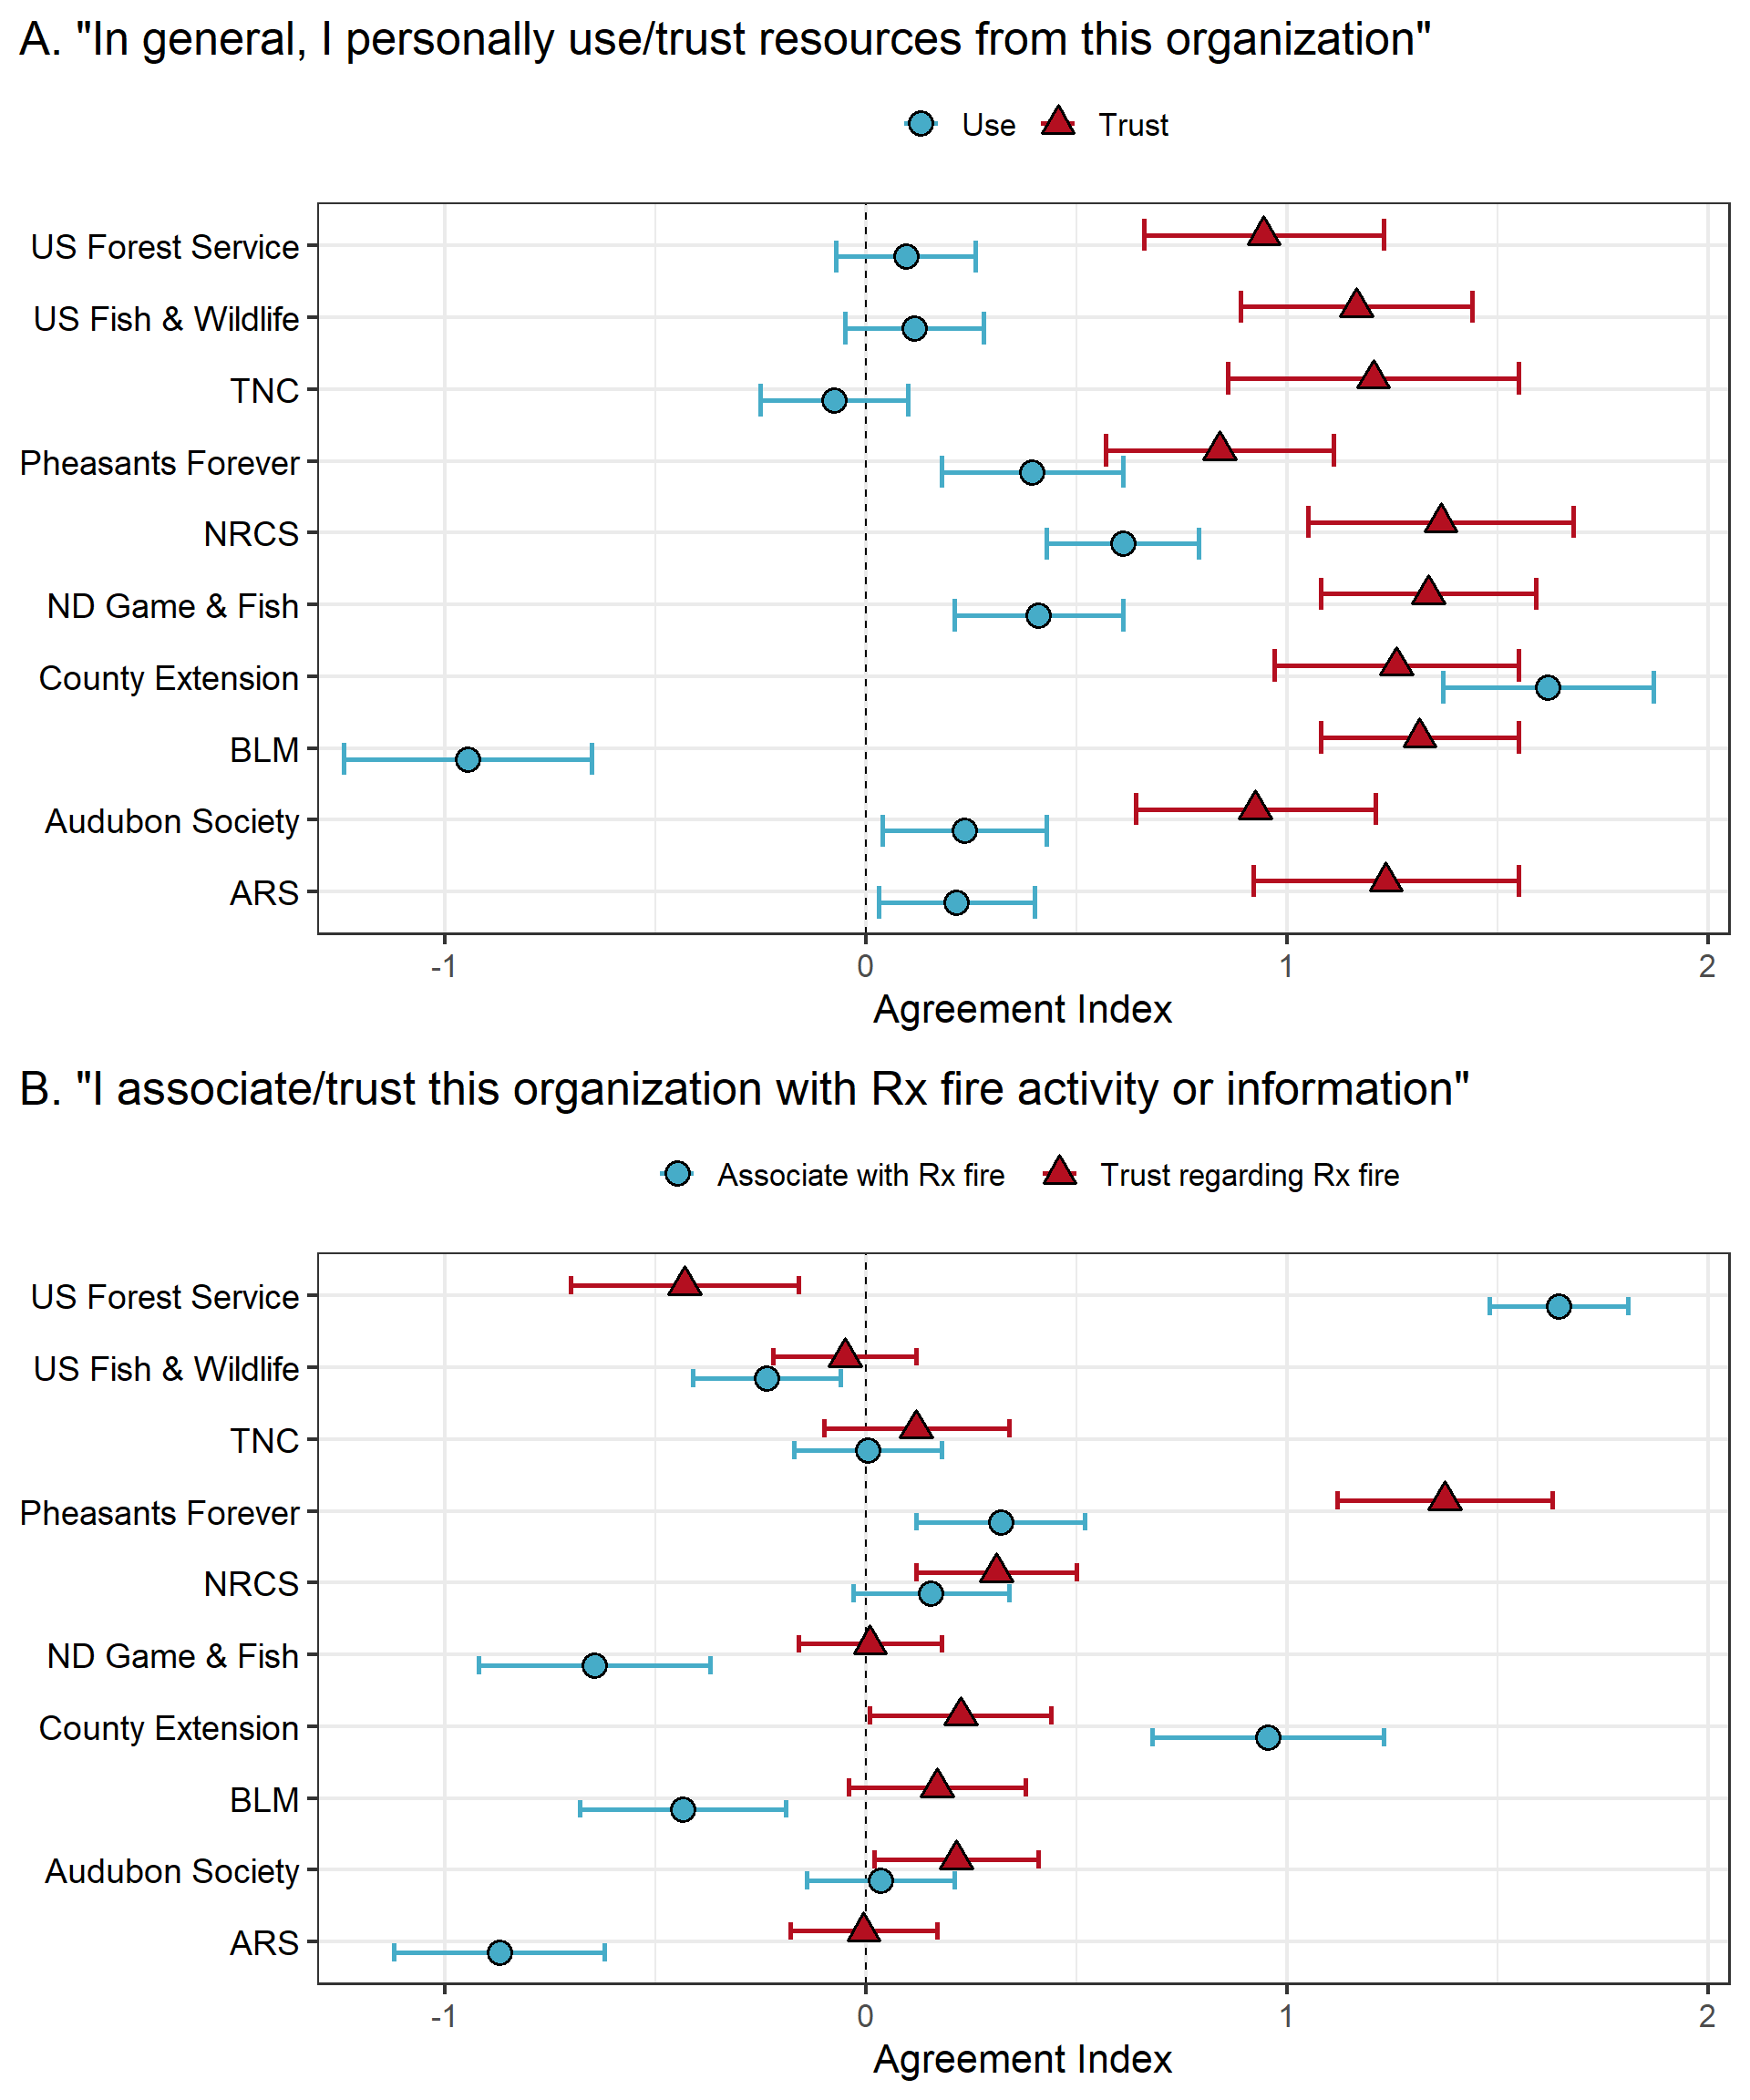 A. "In general, I personally use/trust resources from this organization"
Use Trust
US Forest Service
US Fish & Wildlife
TNC
Pheasants Forever
NRCS
ND Game & Fish
County Extension
BLM
Audubon Society
ARS
-1 0 1 2
Agreement Index
B. "I associate/trust this organization with Rx fire activity or information"
Associate with Rx fire Trust regarding Rx fire
US Forest Service
US Fish & Wildlife
TNC
Pheasants Forever
NRCS
ND Game & Fish
County Extension
BLM
Audubon Society
ARS
-1 0 1 2
Agreement Index